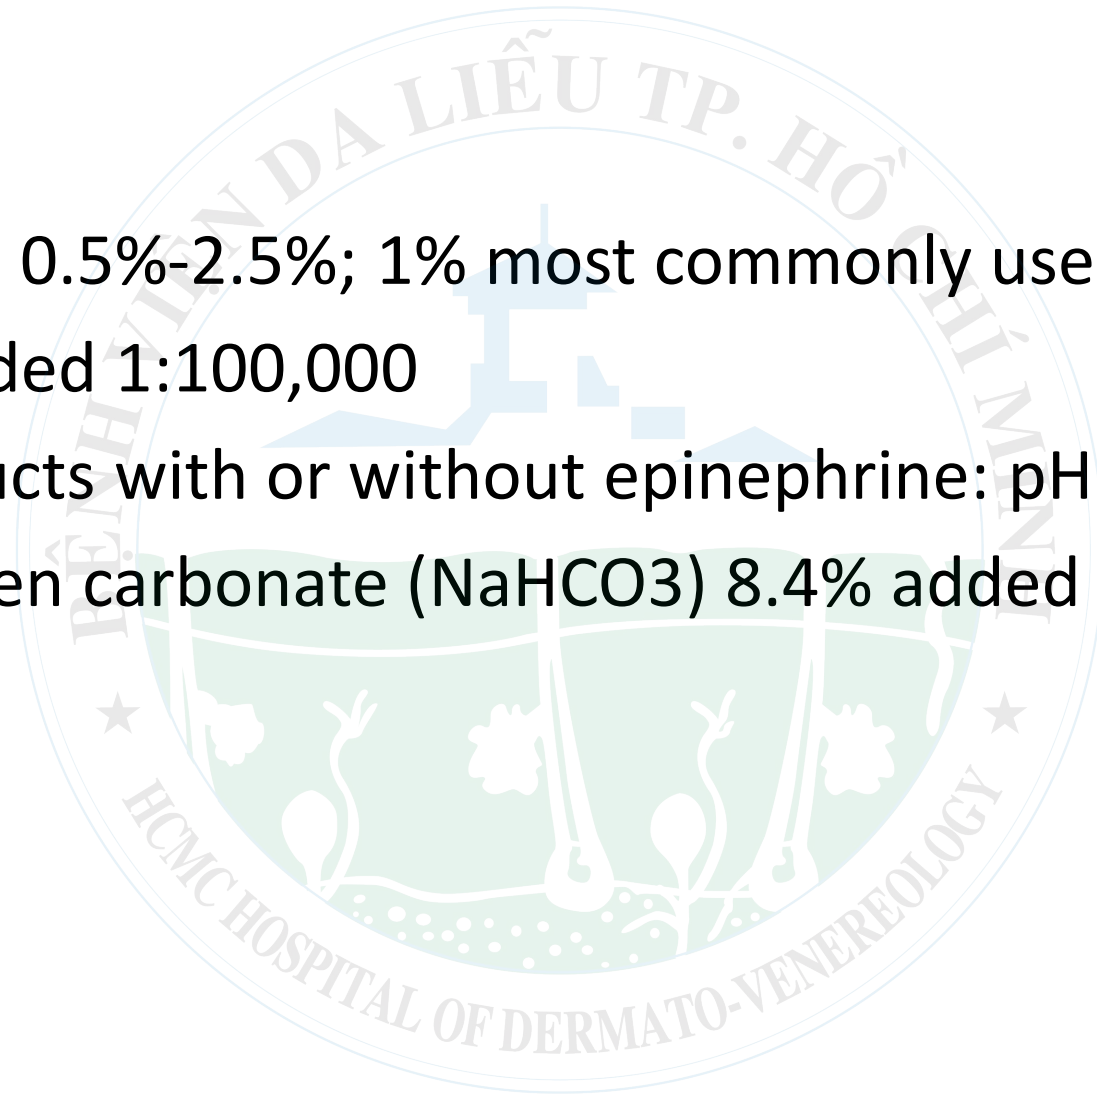 BỆNH VIỆN DA LIỄU TP. HỒ CHÍ MINH
0.5%-2.5%; 1% most commonly use
ded 1:100,000
ucts with or without epinephrine: pH
en carbonate (NaHCO3) 8.4% added
HCMC HOSPITAL OF DERMATO-VENEREOLOGY